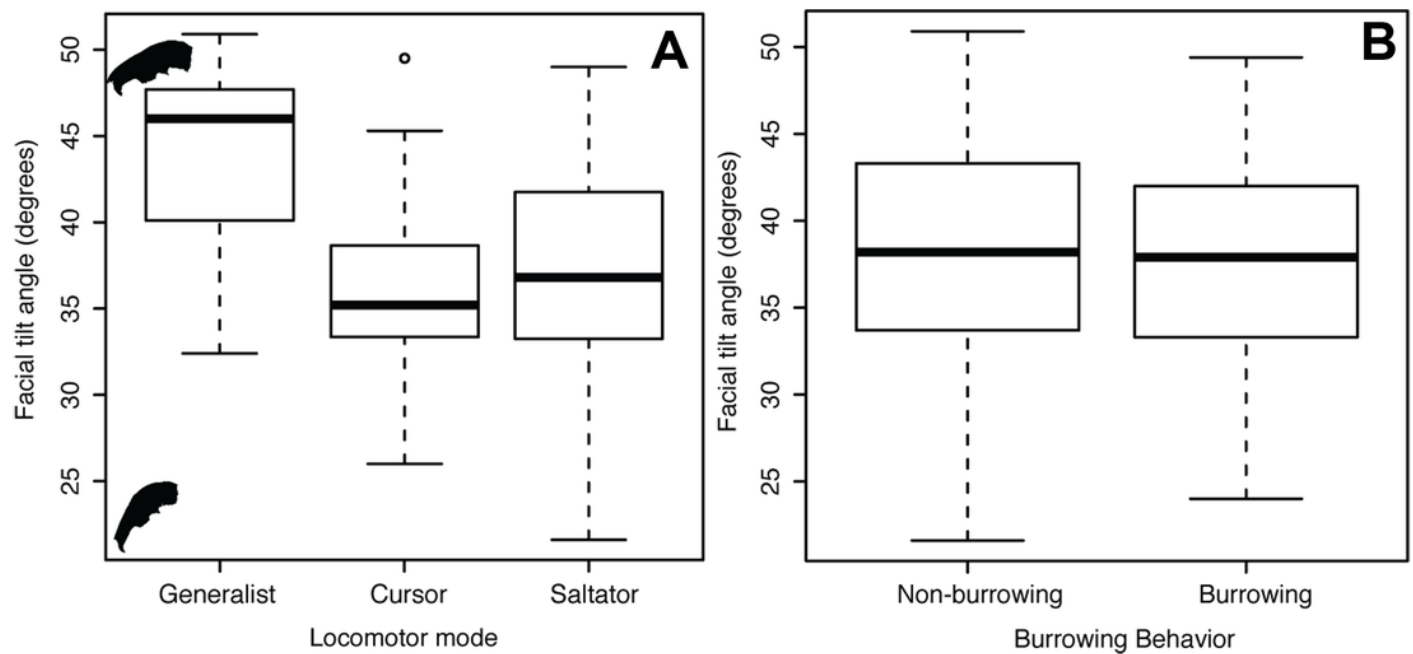 A
Facial tilt angle (degrees)
50
45
40
35
30
25
Generalist Cursor Saltator
Locomotor mode
B
Facial tilt angle (degrees)
50
45
40
35
30
25
Non-burrowing Burrowing
Burrowing Behavior